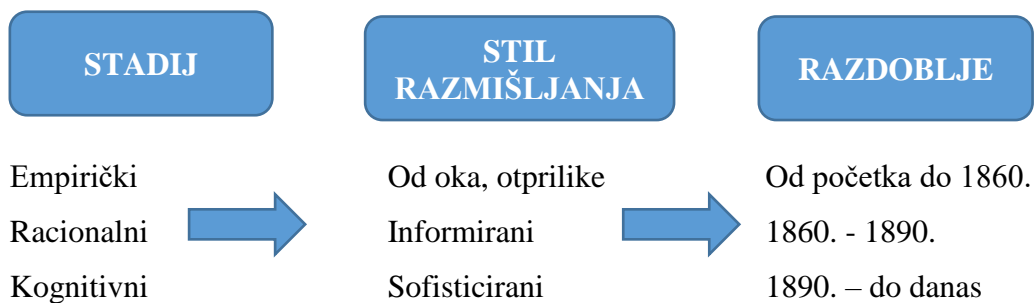 STADIJ
STIL
RAZMIŠLJANJA
RAZDOBLJE
Empirički
Od oka, otprilike
Od početka do 1860.
Racionalni
Informirani
1860. - 1890.
Kognitivni
Sofisticirani
1890. – do danas